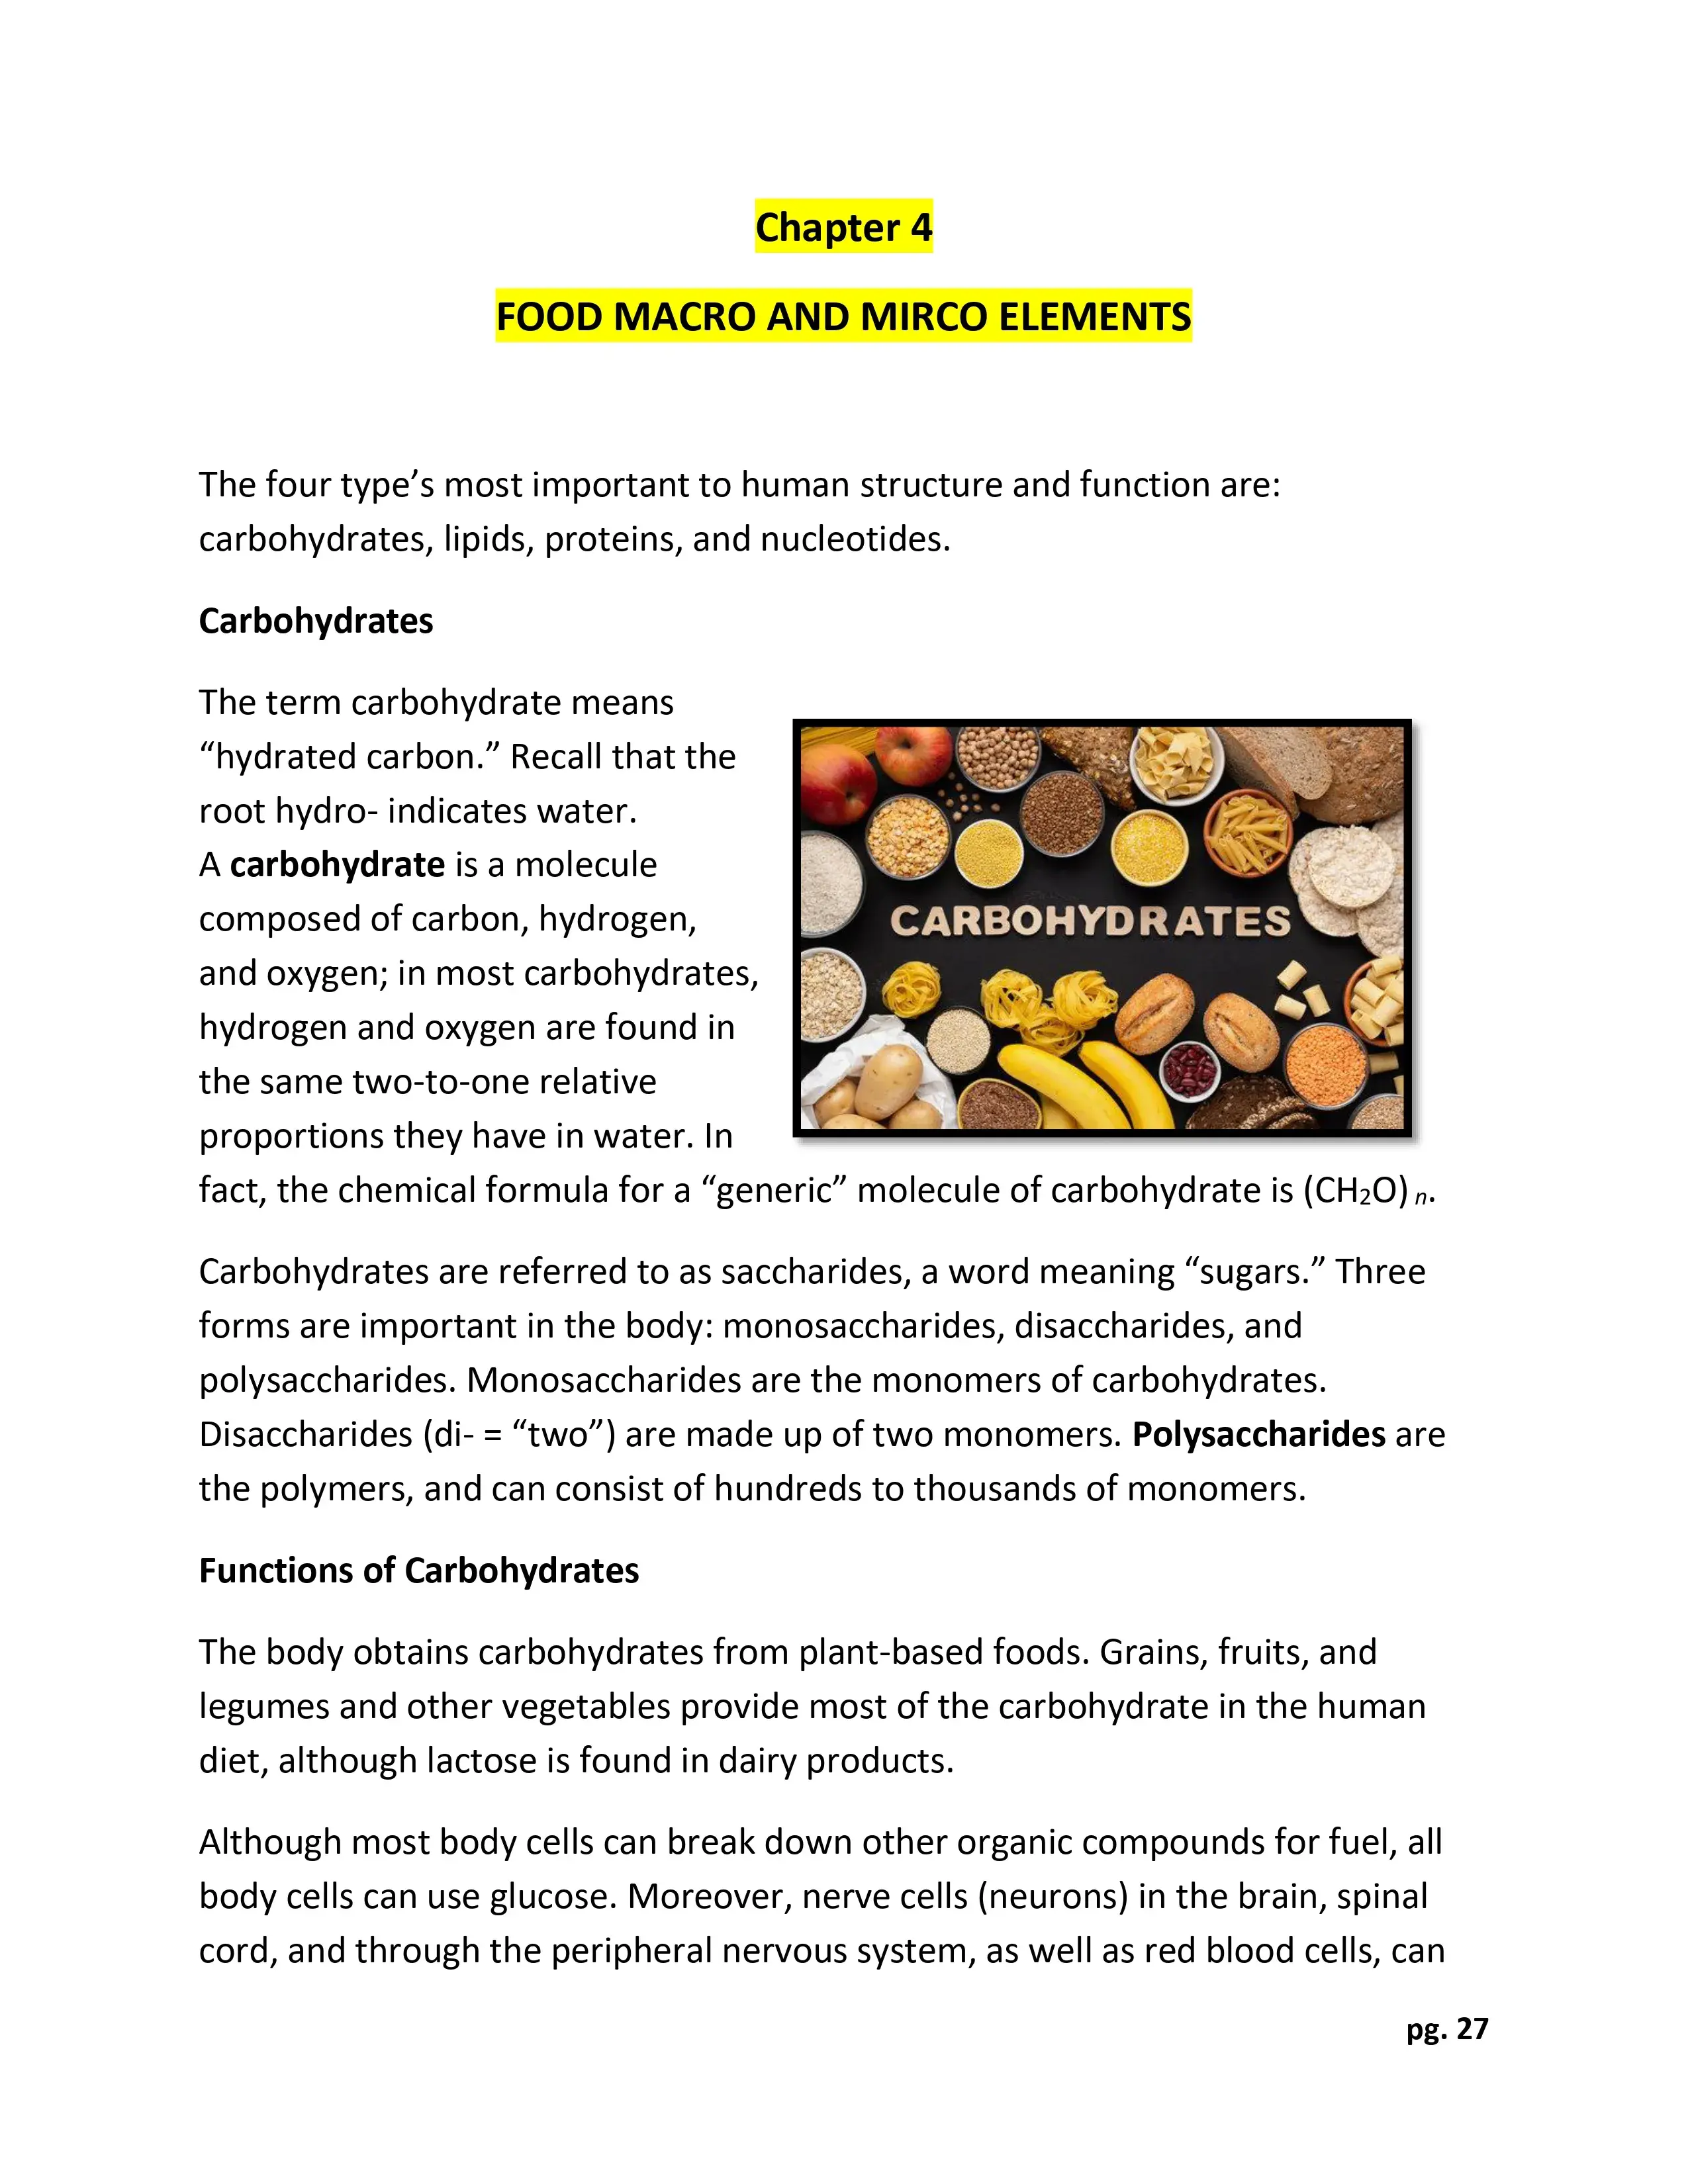 Chapter 4
FOOD MACRO AND MIRCO ELEMENTS
The four type’s most important to human structure and function are:
carbohydrates, lipids, proteins, and nucleotides.
Carbohydrates
The term carbohydrate means
“hydrated carbon.” Recall that the
root hydro- indicates water.
A carbohydrate is a molecule
composed of carbon, hydrogen,
and oxygen; in most carbohydrates,
hydrogen and oxygen are found in
the same two-to-one relative
proportions they have in water. In
CARBOHYDRATES
fact, the chemical formula for a “generic” molecule of carbohydrate is (CH₂O) n.
Carbohydrates are referred to as saccharides, a word meaning “sugars.” Three
forms are important in the body: monosaccharides, disaccharides, and
polysaccharides. Monosaccharides are the monomers of carbohydrates.
Disaccharides (di- = “two”) are made up of two monomers. Polysaccharides are
the polymers, and can consist of hundreds to thousands of monomers.
Functions of Carbohydrates
The body obtains carbohydrates from plant-based foods. Grains, fruits, and
legumes and other vegetables provide most of the carbohydrate in the human
diet, although lactose is found in dairy products.
Although most body cells can break down other organic compounds for fuel, all
body cells can use glucose. Moreover, nerve cells (neurons) in the brain, spinal
cord, and through the peripheral nervous system, as well as red blood cells, can
pg. 27